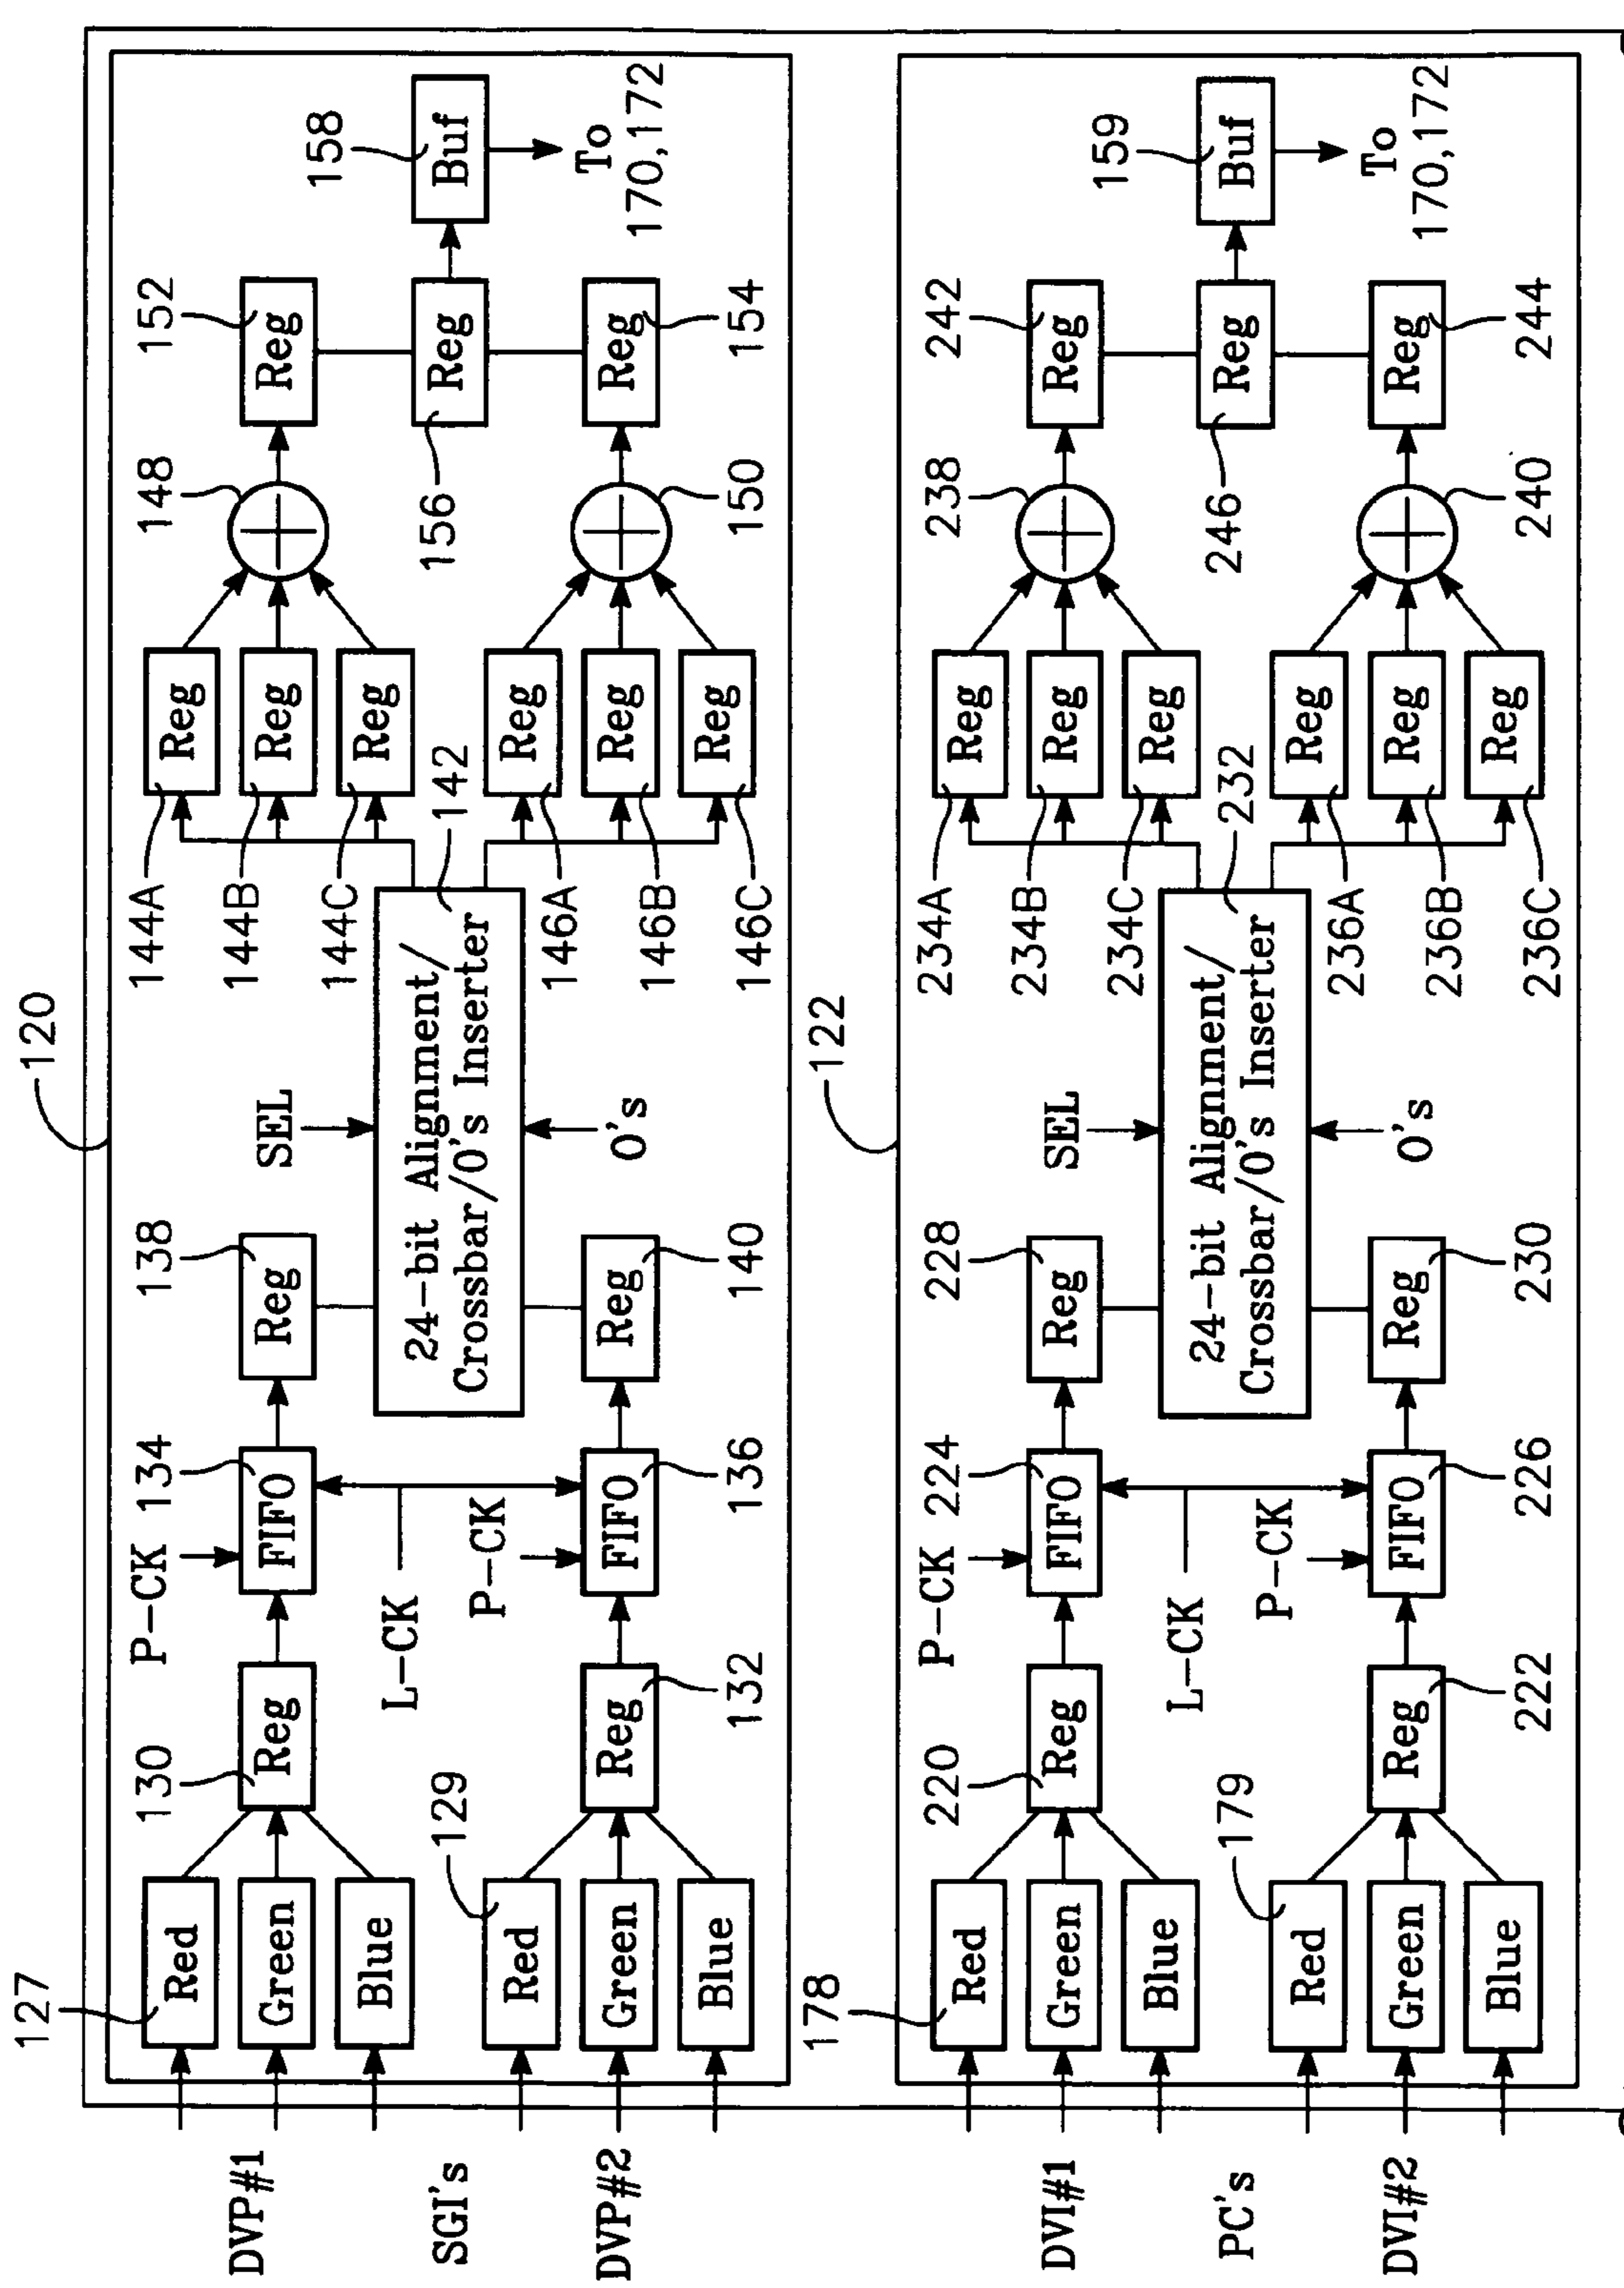 120
127
Red
Green
Blue
DVP#1
130
Reg
P-CK
134
FIFO
138
Reg
SEL
144A
Reg
144B
Reg
144C
Reg
148
152
Reg
158
Buf
To
170,172
SGI's
129
L-CK
P-CK
24-bit Alignment/
Crossbar/0's Inserter
142
156
Reg
DVP#2
Red
Green
Blue
Reg
132
FIFO
136
Reg
140
0's
146A
Reg
146B
Reg
146C
Reg
150
Reg
154
122
178
Red
Green
Blue
DVI#1
220
Reg
P-CK
224
FIFO
228
Reg
SEL
234A
Reg
234B
Reg
234C
Reg
238
242
Reg
159
Buf
To
170,172
PC's
179
L-CK
P-CK
24-bit Alignment/
Crossbar/0's Inserter
232
246
Reg
DVI#2
Red
Green
Blue
Reg
222
FIFO
226
Reg
230
0's
236A
Reg
236B
Reg
236C
Reg
240
Reg
244